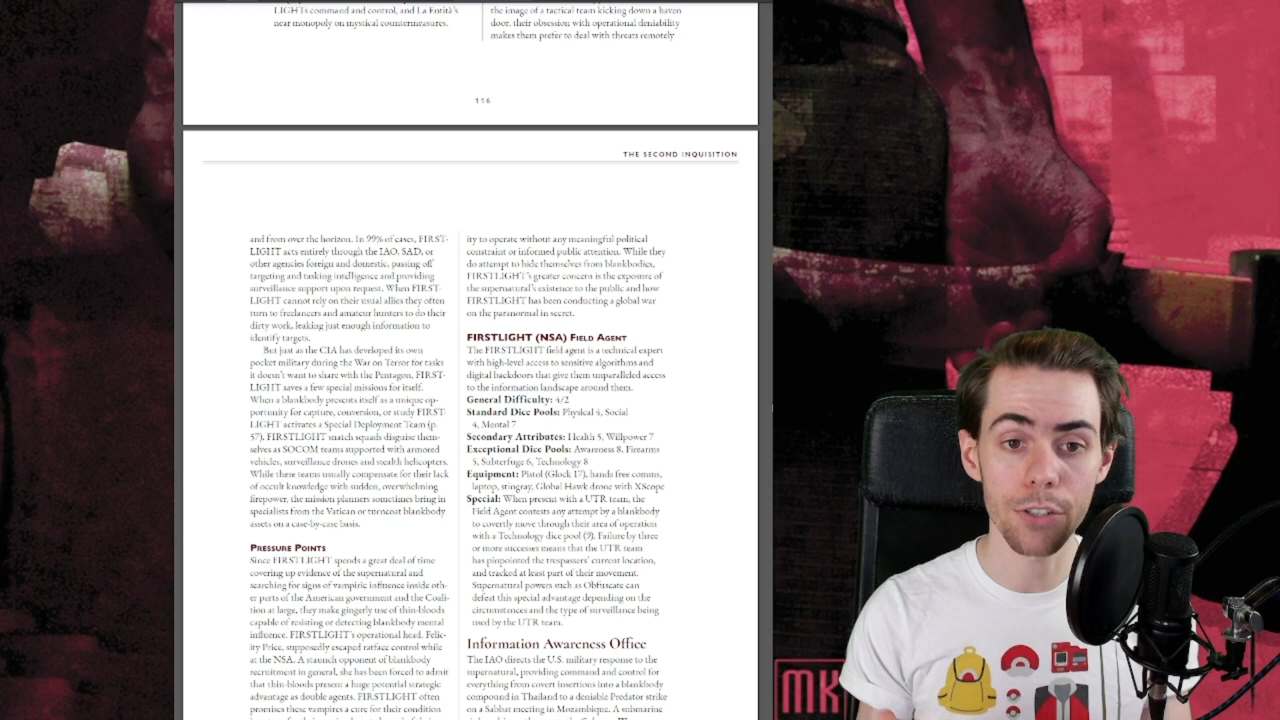 LIGHTs command and control, and La Entità's
near monopoly on mystical countermeasures.
the image of a tactical team kicking down a haven
door, their obsession with operational deniability
makes them prefer to deal with threats remotely
116
THE SECOND INQUISITION
and from over the horizon. In 99% of cases, FIRST-
LIGHT acts entirely through the IAO, SAD, or
other agencies foreign and domestic, passing off
targeting and tasking intelligence and providing
surveillance support upon request. When FIRST-
LIGHT cannot rely on their usual allies they often
turn to freelancers and amateur hunters to do their
dirty work, leaking just enough information to
identify targets.
But just as the CIA has developed its own
pocket military during the War on Terror for tasks
it doesn't want to share with the Pentagon, FIRST-
LIGHT saves a few special missions for itself.
When a blankbody presents itself as a unique op-
portunity for capture, conversion, or study FIRST-
LIGHT activates a Special Deployment Team (p.
57). FIRSTLIGHT snatch squads disguise them-
selves as SOCOM teams supported with armored
vehicles, surveillance drones and stealth helicopters.
While these teams usually compensate for their lack
of occult knowledge with sudden, overwhelming
firepower, the mission planners sometimes bring in
specialists from the Vatican or turncoat blankbody
assets on a case-by-case basis.
PRESSURE POINTS
Since FIRSTLIGHT spends a great deal of time
covering up evidence of the supernatural and
searching for signs of vampiric influence inside oth-
er parts of the American government and the Coali-
tion at large, they make gingerly use of thin-bloods
capable of resisting or detecting blankbody mental
influence. FIRSTLIGHT's operational head, Felic-
ity Price, supposedly escaped ratface control while
at the NSA. A staunch opponent of blankbody
recruitment in general, she has been forced to admit
that thin-bloods present a huge potential strategic
advantage as double agents. FIRSTLIGHT often
promises these vampires a cure for their condition
ity to operate without any meaningful political
constraint or informed public attention. While they
do attempt to hide themselves from blankbodies,
FIRSTLIGHT's greater concern is the exposure of
the supernatural's existence to the public and how
FIRSTLIGHT has been conducting a global war
on the paranormal in secret.
FIRSTLIGHT (NSA) FIELD AGENT
The FIRSTLIGHT field agent is a technical expert
with high-level access to sensitive algorithms and
digital backdoors that give them unparalleled access
to the information landscape around them.
General Difficulty: 4/2
Standard Dice Pools: Physical 4, Social
4, Mental 7
Secondary Attributes: Health 5, Willpower 7
Exceptional Dice Pools: Awareness 8, Firearms
5, Subterfuge 6, Technology 8
Equipment: Pistol (Glock 17), hands free comms,
laptop, stingray, Global Hawk drone with XScope
Special: When present with a UTR team, the
Field Agent contests any attempt by a blankbody
to covertly move through their area of operation
with a Technology dice pool (9). Failure by three
or more successes means that the UTR team
has pinpointed the trespassers' current location,
and tracked at least part of their movement.
Supernatural powers such as Obfuscate can
defeat this special advantage depending on the
circumstances and the type of surveillance being
used by the UTR team.
Information Awareness Office
The IAO directs the U.S. military response to the
supernatural, providing command and control for
everything from covert insertions into a blankbody
compound in Thailand to a deniable Predator strike
on a Sabbat meeting in Mozambique. A submarine
MK